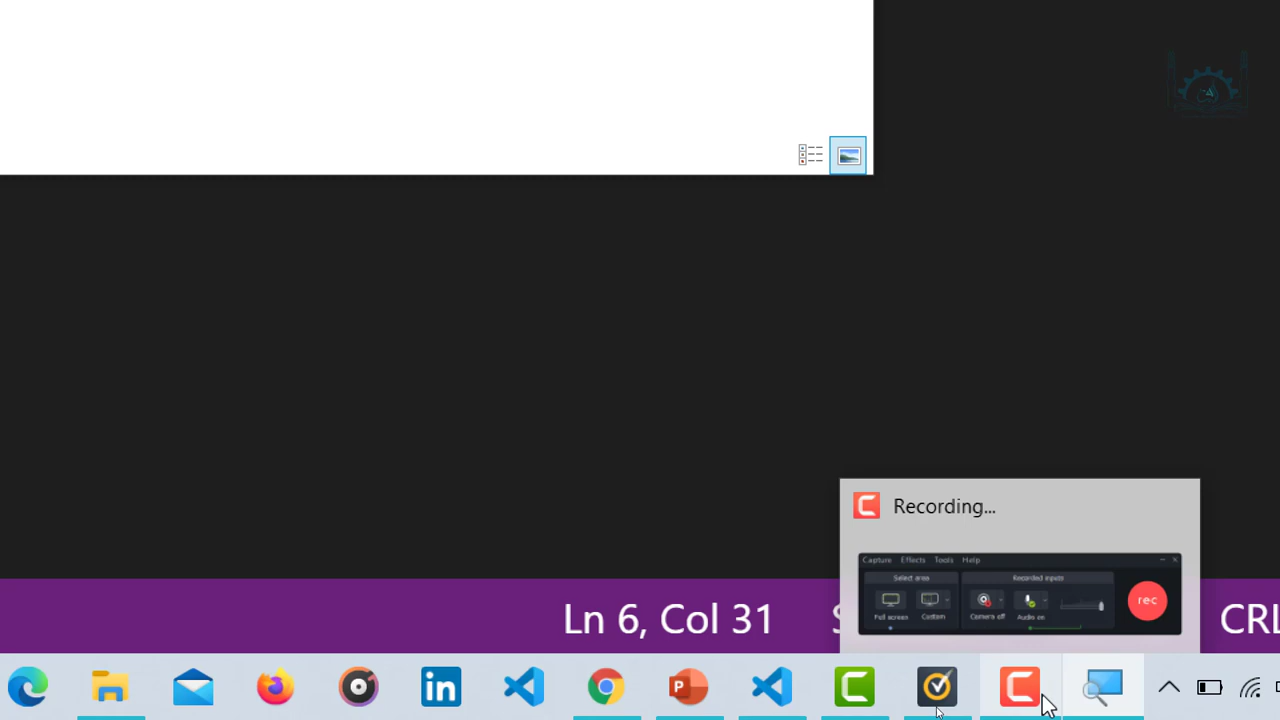 Recording...
Capture Effects Tools Help
Select area
Recorded inputs
Full screen
Custom
Camera off
Audio on
rec
Ln 6, Col 31